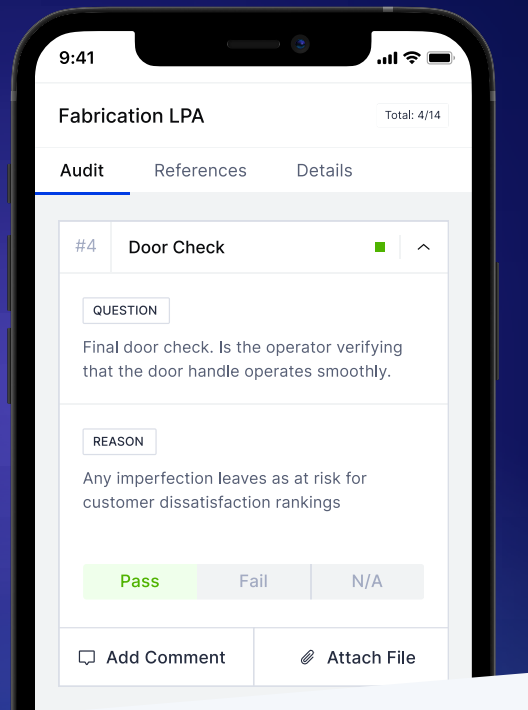 9:41
Fabrication LPA
Total: 4/14
Audit References Details
#4 Door Check
QUESTION
Final door check. Is the operator verifying
that the door handle operates smoothly.
REASON
Any imperfection leaves as at risk for
customer dissatisfaction rankings
Pass Fail N/A
Add Comment Attach File